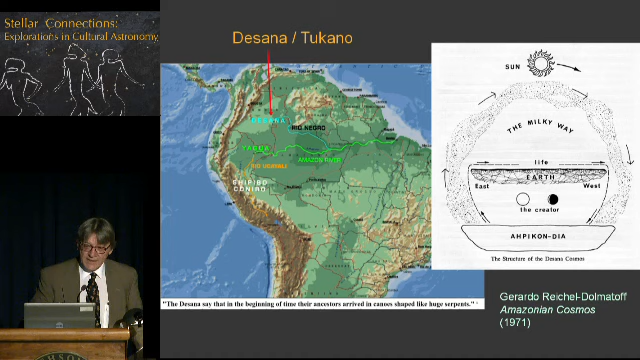 Stellar Connections:
Explorations in Cultural Astronomy
Desana / Tukano
DESANA
RIO NEGRO
YAGUA
AMAZON RIVER
RIO UCAYALI
SHIPIBO
CONIBO
SUN
THE MILKY WAY
life
EARTH
East
West
the creator
AHPIKON-DIA
The Structure of the Desana Cosmos
"The Desana say that in the beginning of time their ancestors arrived in canoes shaped like huge serpents."
Gerardo Reichel-Dolmatoff
Amazonian Cosmos
(1971)